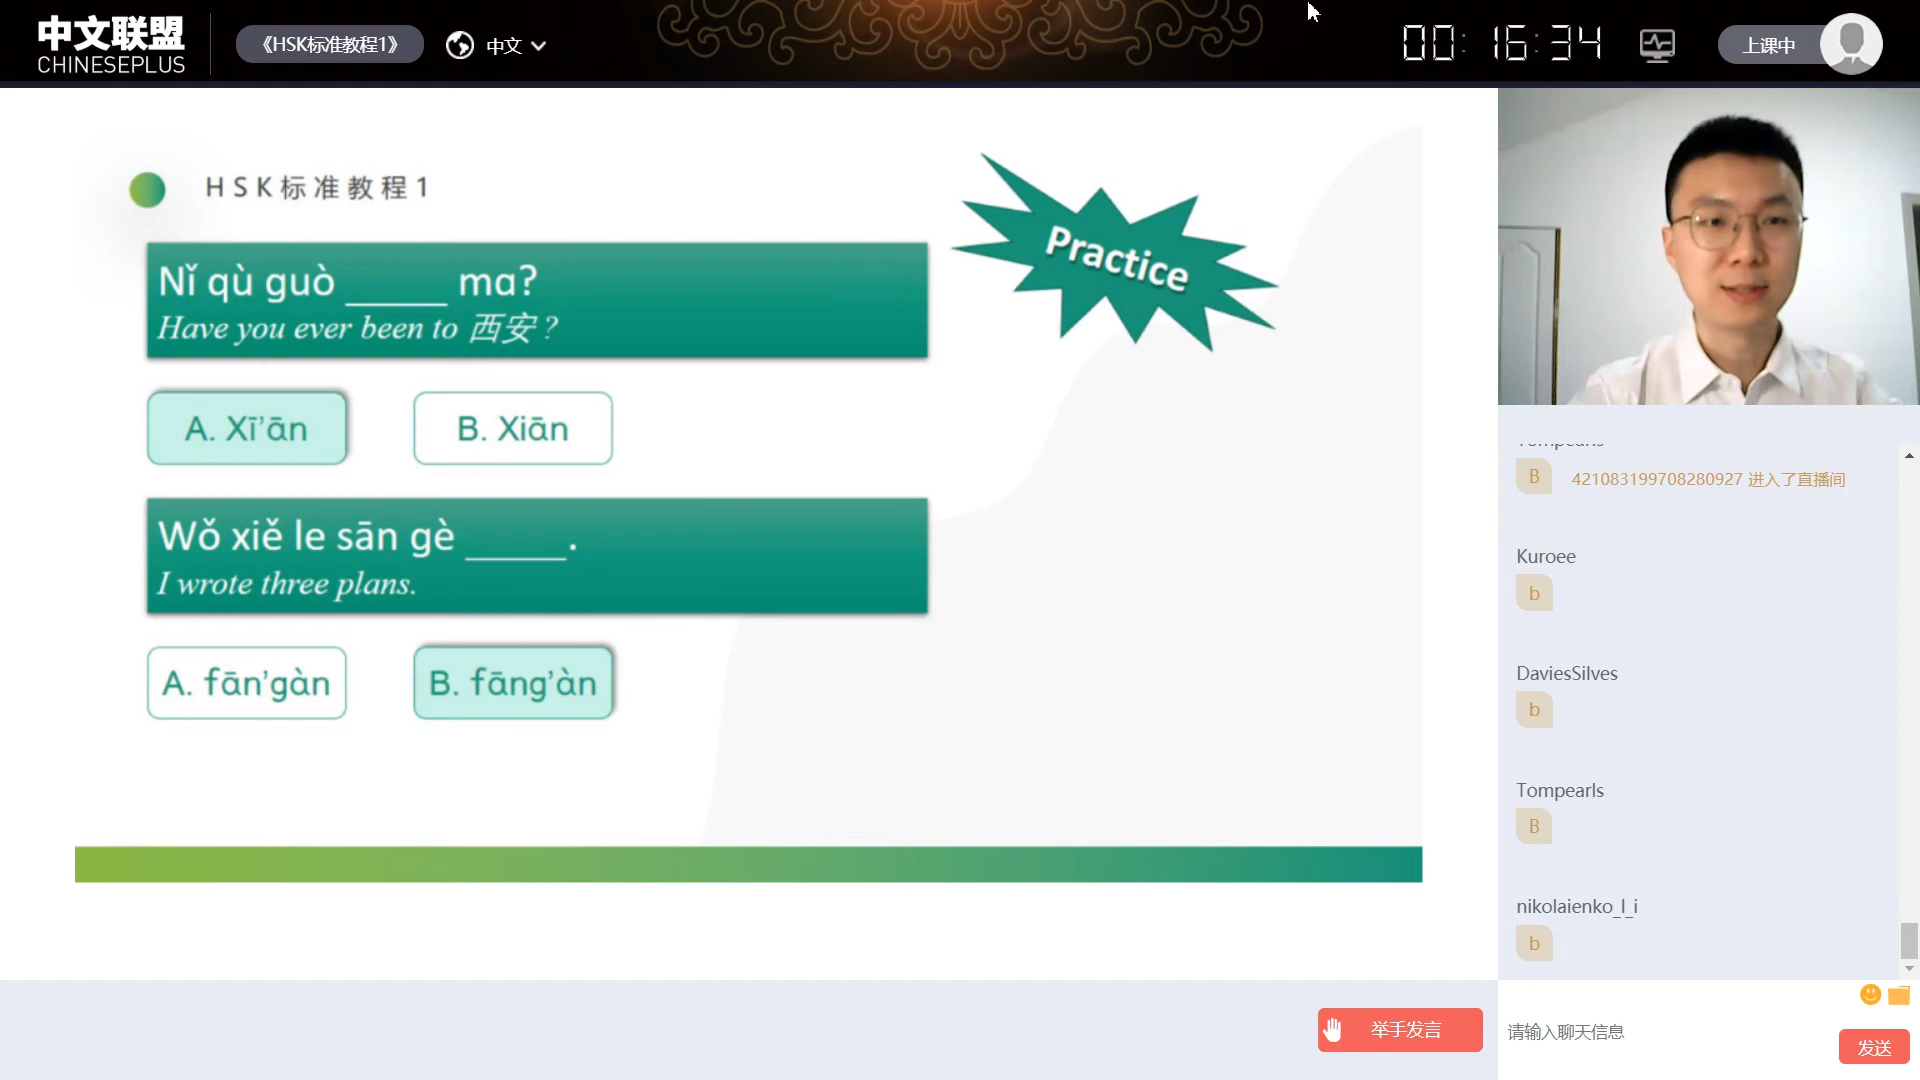 中文联盟
CHINESEPLUS
《HSK标准教程1》
中文
00:16:34
上课中
HSK标准教程1
Practice
Nǐ qù guò _____ ma?
Have you ever been to 西安？
A. Xī’ān
B. Xiān
Wǒ xiě le sān gè _____.
I wrote three plans.
A. fān’gàn
B. fāng’àn
Tompearls
B
421083199708280927 进入了直播间
Kuroee
b
DaviesSilves
b
Tompearls
B
nikolaienko_l_i
b
举手发言
请输入聊天信息
发送